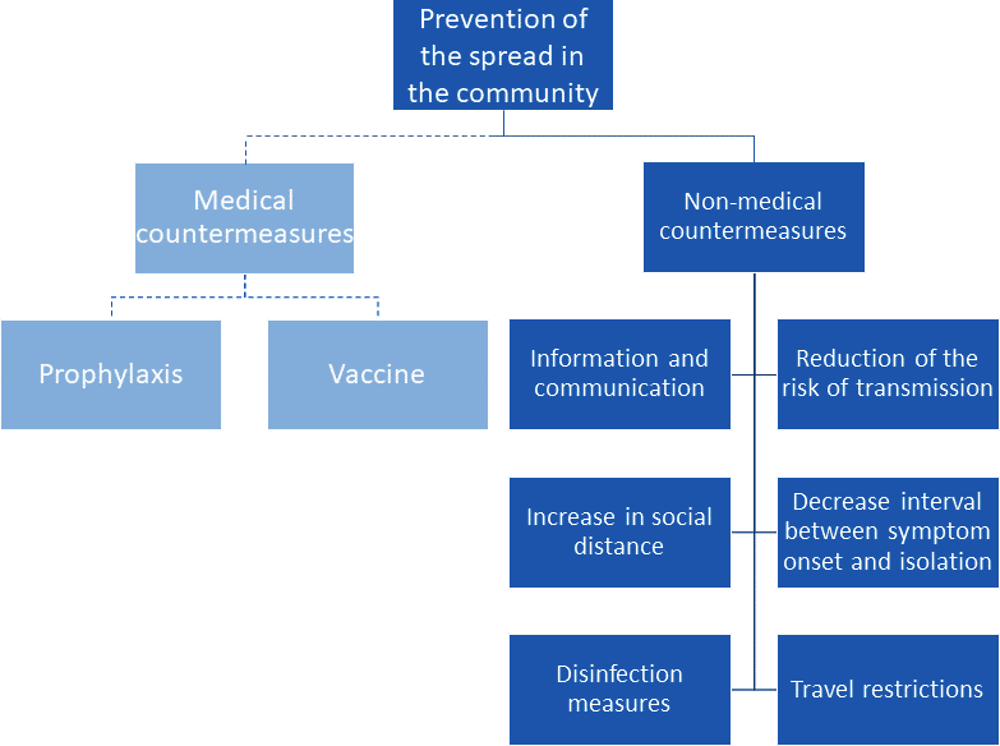 Prevention of
the spread in
the community
Medical
countermeasures
Non-medical
countermeasures
Prophylaxis
Vaccine
Information and
communication
Reduction of the
risk of transmission
Increase in social
distance
Decrease interval
between symptom
onset and isolation
Disinfection
measures
Travel restrictions